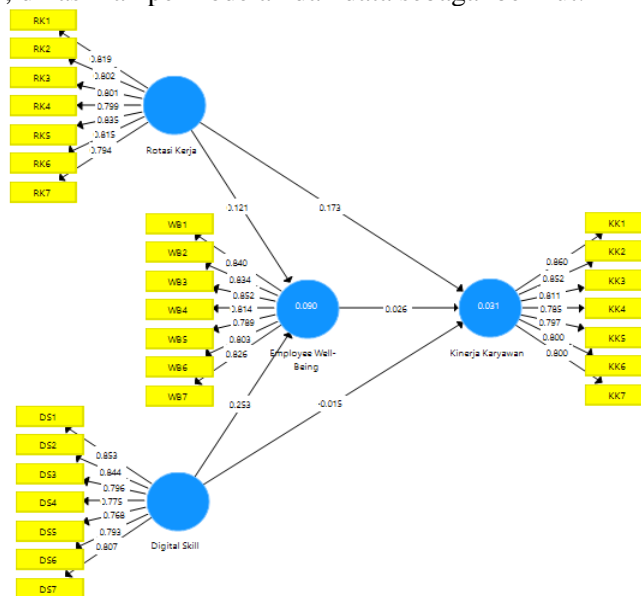 RK1
RK2
RK3
RK4
RK5
RK6
RK7
0.819
0.802
0.801
0.799
0.835
0.815
0.794
Rotasi Kerja
0.121
0.173
WB1
WB2
WB3
WB4
WB5
WB6
WB7
0.840
0.834
0.852
0.814
0.789
0.803
0.826
0.090
Employee Well-
Being
0.026
0.031
Kinerja Karyawan
0.860
0.852
0.811
0.785
0.797
0.800
0.800
KK1
KK2
KK3
KK4
KK5
KK6
KK7
0.253
-0.015
DS1
DS2
DS3
DS4
DS5
DS6
DS7
0.853
0.844
0.796
0.775
0.768
0.793
0.807
Digital Skill